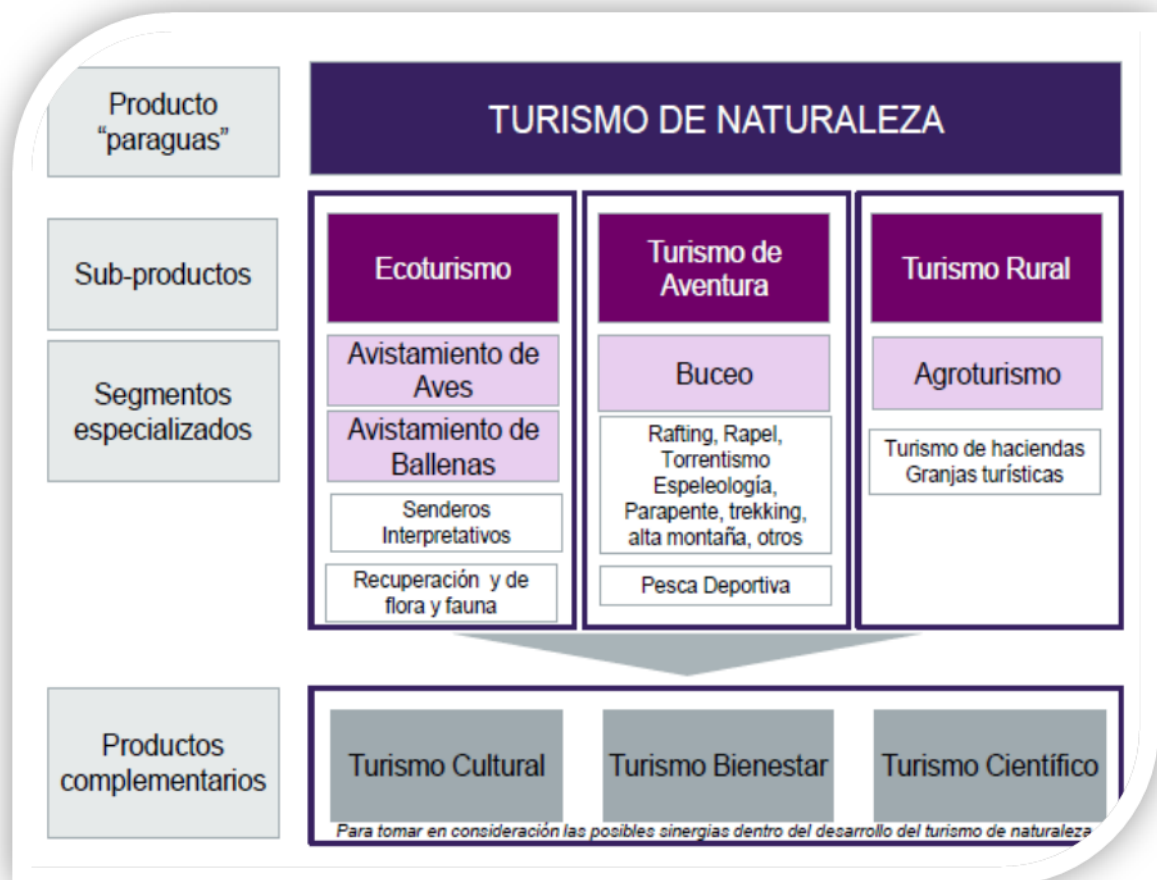 Producto
“paraguas”
TURISMO DE NATURALEZA
Sub-productos
Ecoturismo
Turismo de
Aventura
Turismo Rural
Segmentos
especializados
Avistamiento de
Aves
Avistamiento de
Ballenas
Senderos
Interpretativos
Recuperación y de
flora y fauna
Buceo
Rafting, Rapel,
Torrentismo
Espeleología,
Parapente, trekking,
alta montaña, otros
Pesca Deportiva
Agroturismo
Turismo de haciendas
Granjas turísticas
Productos
complementarios
Turismo Cultural
Turismo Bienestar
Turismo Científico
Para tomar en consideración las posibles sinergias dentro del desarrollo del turismo de naturaleza